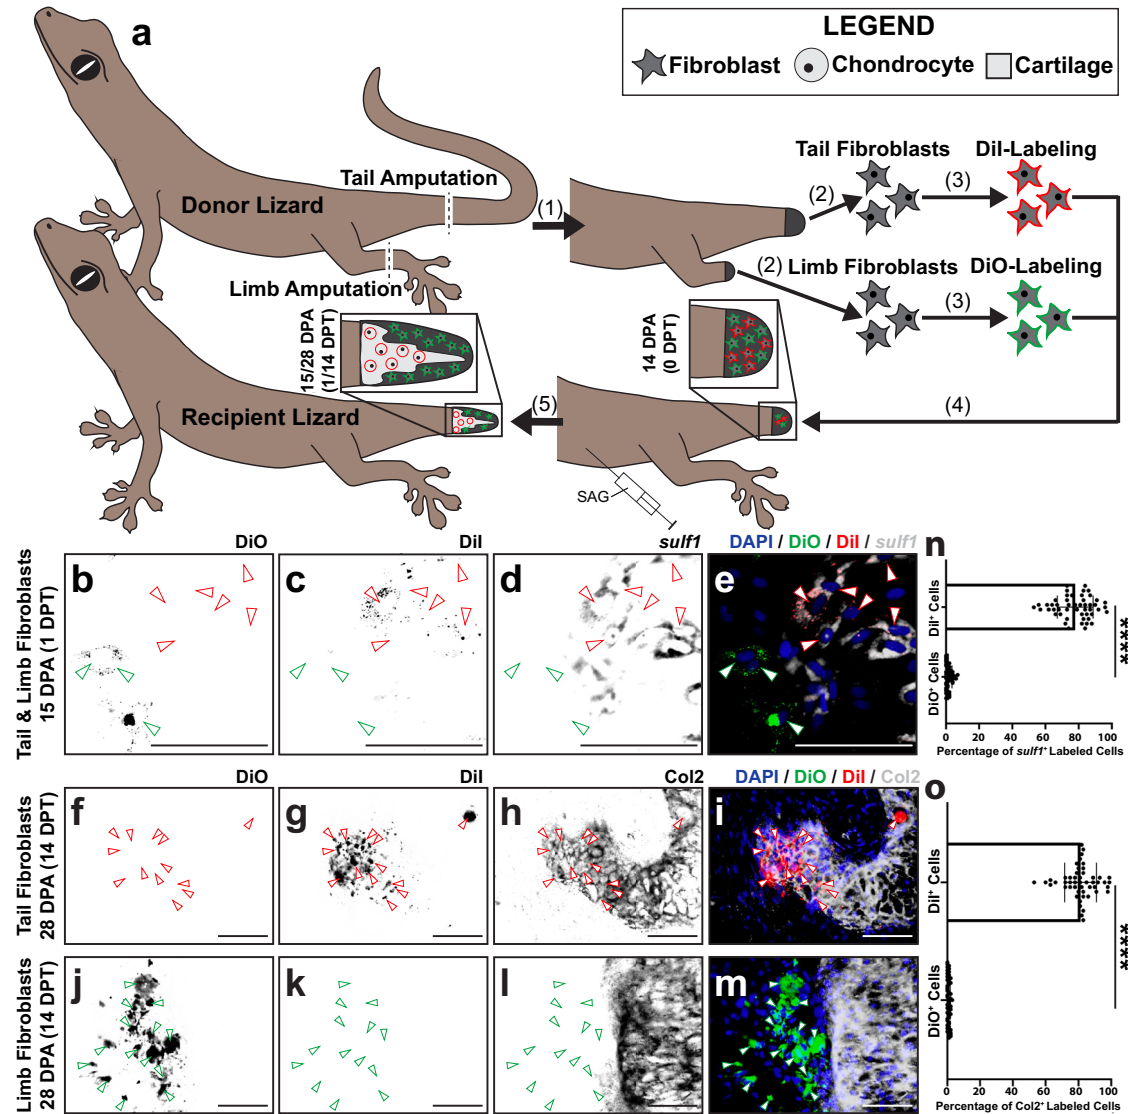 a
LEGEND
Fibroblast
Chondrocyte
Cartilage
Tail Amputation
Donor Lizard
Limb Amputation
(1)
(2)
Tail Fibroblasts
(3)
DiI-Labeling
(2)
Limb Fibroblasts
(3)
DiO-Labeling
15/28 DPA
(1/14 DPT)
14 DPA
(0 DPT)
Recipient Lizard
(5)
(4)
SAG
Tail & Limb Fibroblasts
15 DPA (1 DPT)
DiO
b
DiI
c
sulf1
d
DAPI / DiO / DiI / sulf1
e
n
DiI+ Cells
DiO+ Cells
****
0 20 40 60 80 100
Percentage of sulf1+ Labeled Cells
Tail Fibroblasts
28 DPA (14 DPT)
DiO
f
DiI
g
Col2
h
DAPI / DiO / DiI / Col2
i
Limb Fibroblasts
28 DPA (14 DPT)
j
k
l
m
o
DiI+ Cells
DiO+ Cells
****
0 20 40 60 80 100
Percentage of Col2+ Labeled Cells